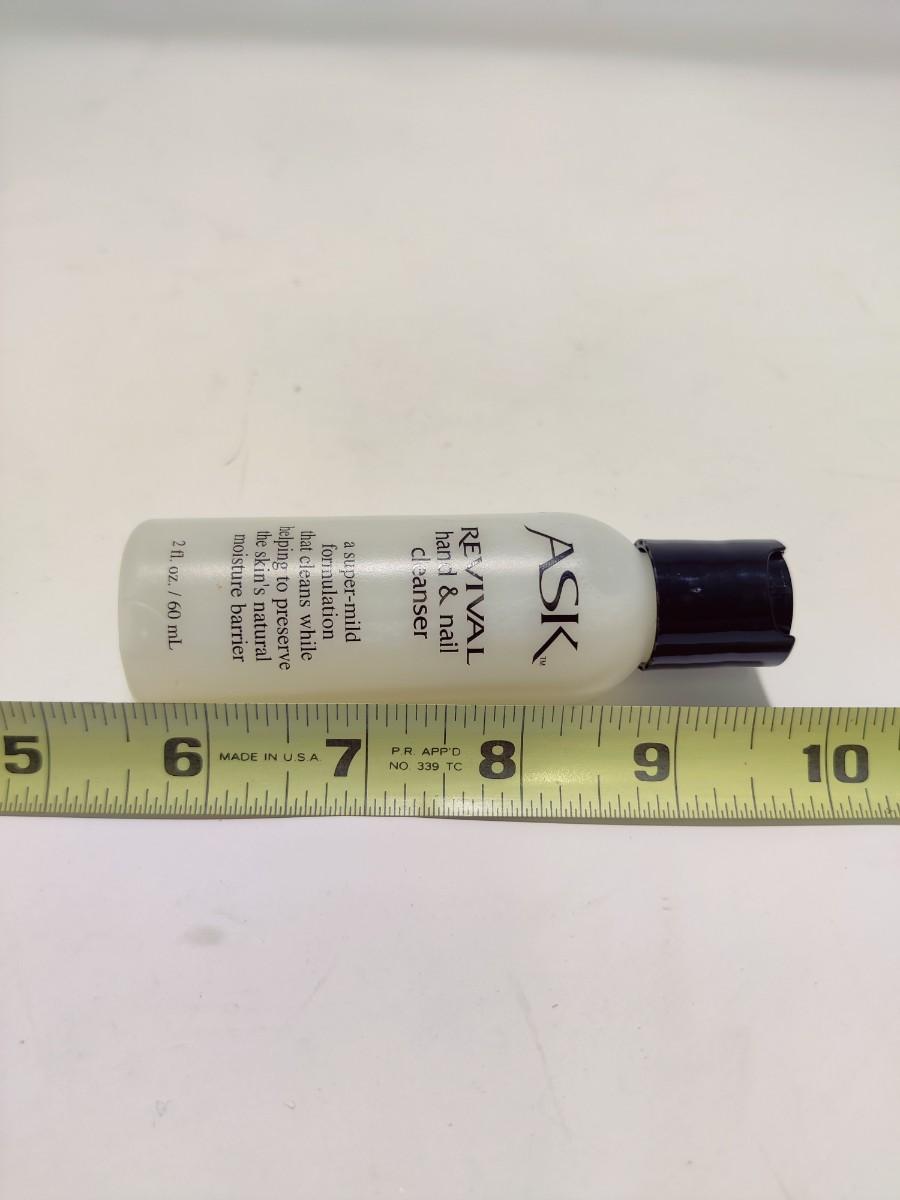 ASK™
REVIVAL
hand & nail
cleanser
a super-mild
formulation
that cleans while
helping to preserve
the skin's natural
moisture barrier
2 fl. oz. / 60 mL
5 6 MADE IN U.S.A. 7 P.R. APP'D 8 9 10
NO. 339 TC